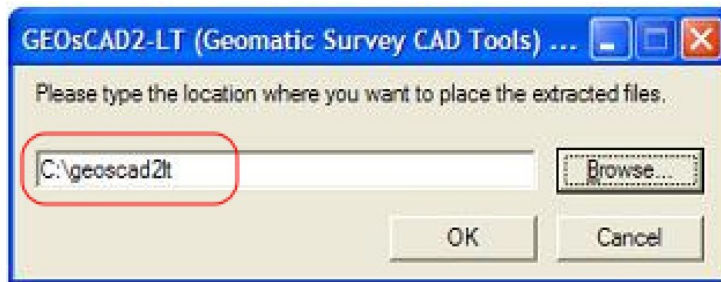 GEOsCAD2-LT (Geomatic Survey CAD Tools) ...
Please type the location where you want to place the extracted files.
C:\geoscad2lt
Browse...
OK
Cancel